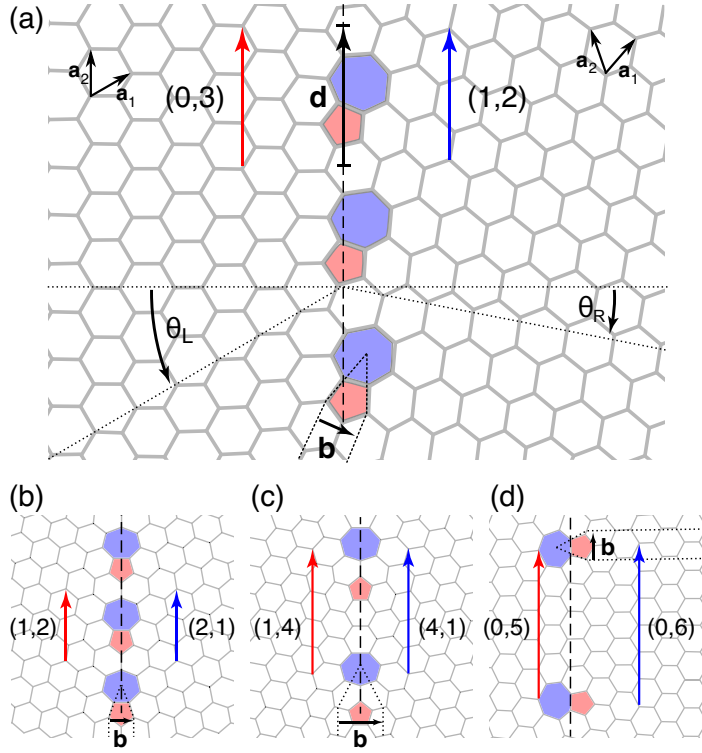 (a)
a₂
a₁
(0,3)
d
(1,2)
a₂
a₁
θL
θR
b
(b)
(1,2)
(2,1)
b
(c)
(1,4)
(4,1)
b
(d)
b
(0,5)
(0,6)